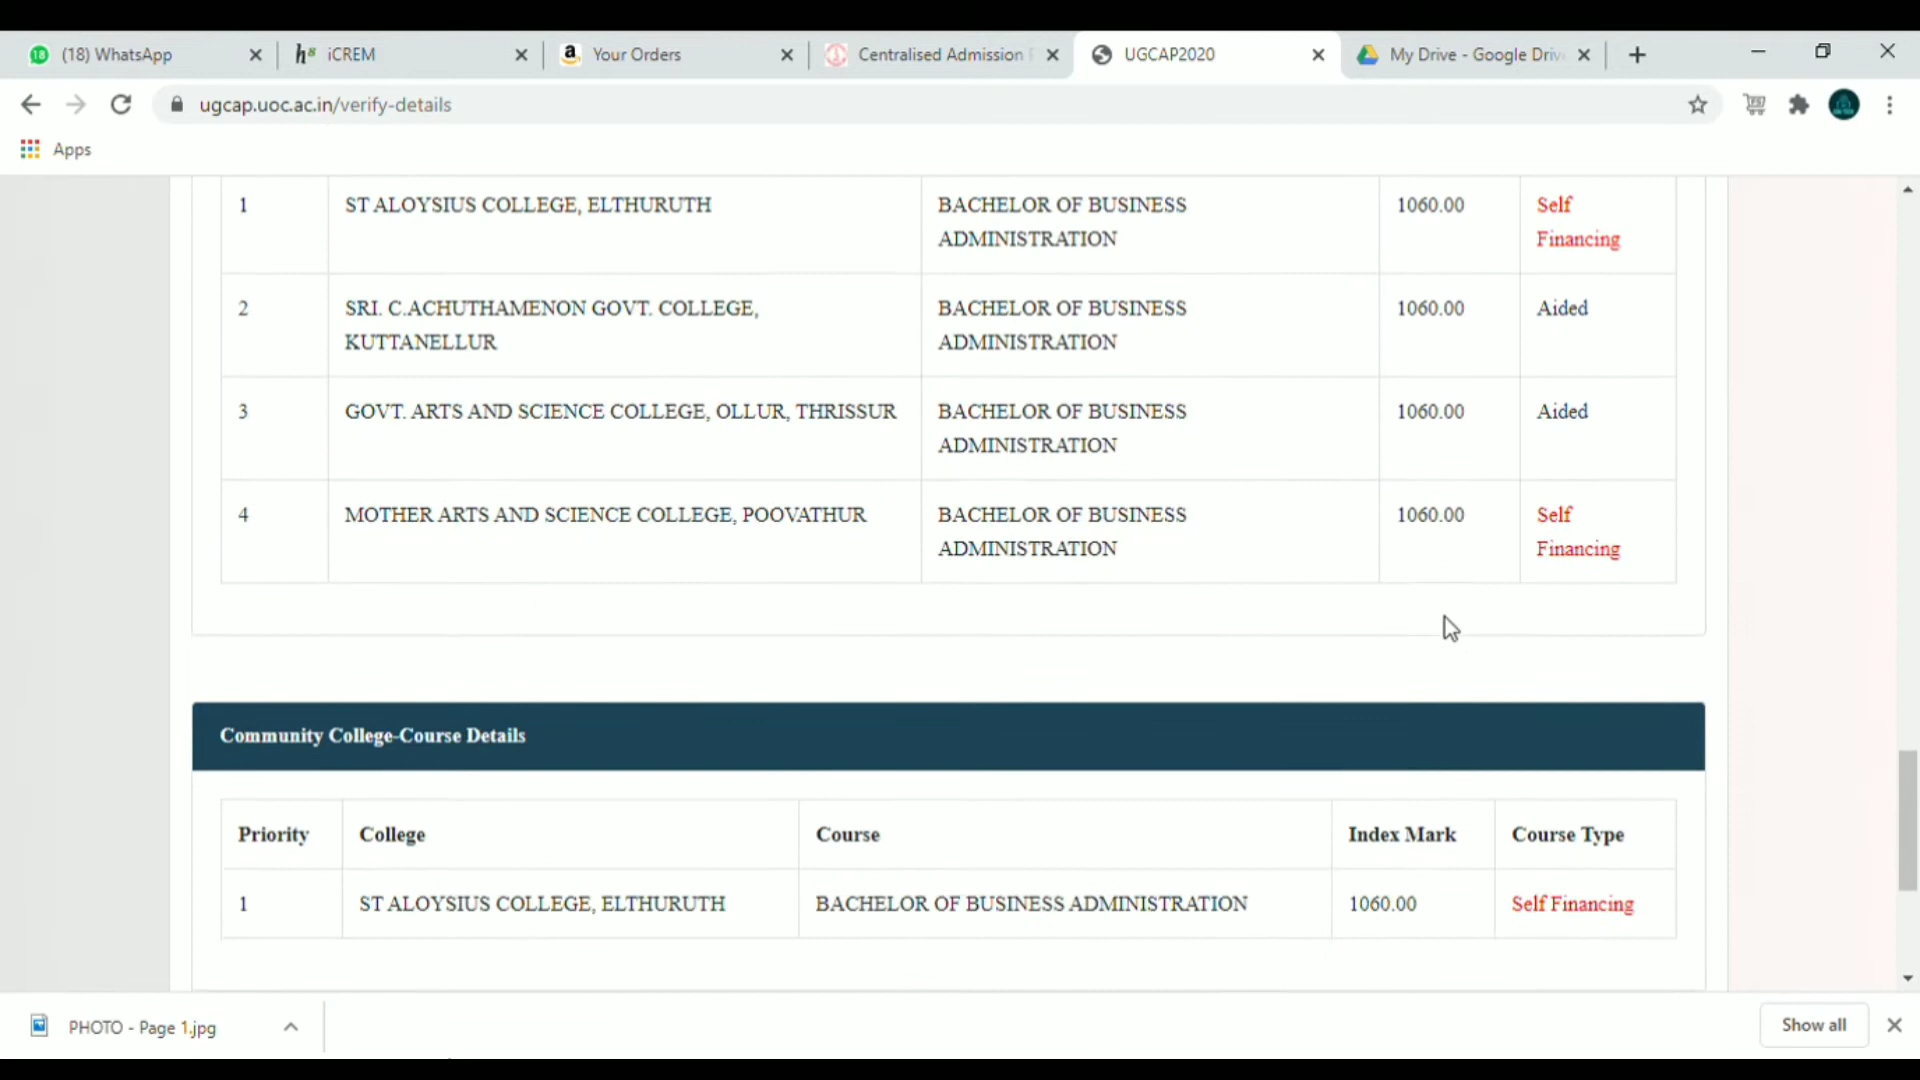 (18) WhatsApp
iCREM
Your Orders
Centralised Admission
UGCAP2020
My Drive - Google Driv
ugcap.uoc.ac.in/verify-details
Apps
1 ST ALOYSIUS COLLEGE, ELTHURUTH BACHELOR OF BUSINESS 1060.00 Self
ADMINISTRATION Financing
2 SRI. C.ACHUTHAMENON GOVT. COLLEGE, BACHELOR OF BUSINESS 1060.00 Aided
KUTTANELLUR ADMINISTRATION
3 GOVT. ARTS AND SCIENCE COLLEGE, OLLUR, THRISSUR BACHELOR OF BUSINESS 1060.00 Aided
ADMINISTRATION
4 MOTHER ARTS AND SCIENCE COLLEGE, POOVATHUR BACHELOR OF BUSINESS 1060.00 Self
ADMINISTRATION Financing
Community College-Course Details
Priority College Course Index Mark Course Type
1 ST ALOYSIUS COLLEGE, ELTHURUTH BACHELOR OF BUSINESS ADMINISTRATION 1060.00 Self Financing
PHOTO - Page 1.jpg
Show all